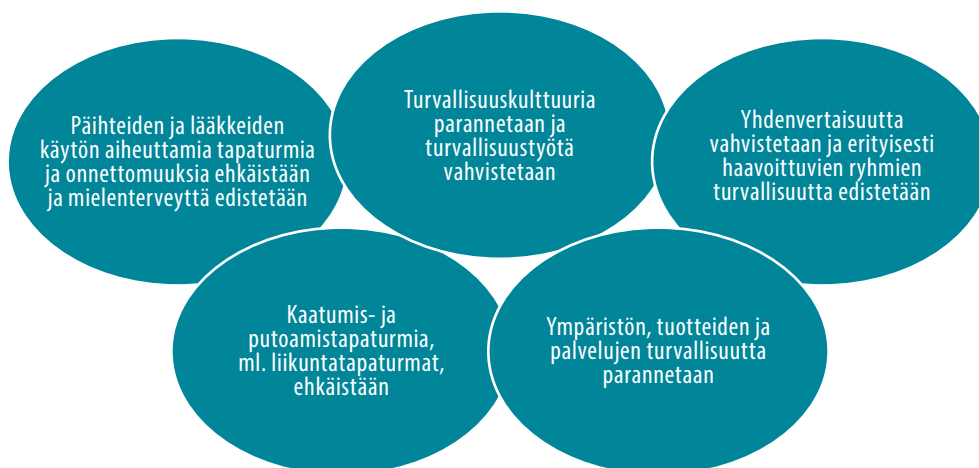 Päihteiden ja lääkkeiden
käytön aiheuttamia tapaturmia
ja onnettomuuksia ehkäistään
ja mielenterveyttä edistetään
Turvallisuuskulttuuria
parannetaan ja
turvallisuustyötä
vahvistetaan
Yhdenvertaisuutta
vahvistetaan ja erityisesti
haavoittuvien ryhmien
turvallisuutta edistetään
Kaatumis- ja
putoamistapaturmia,
ml. liikuntatapaturmat,
ehkäistään
Ympäristön, tuotteiden ja
palvelujen turvallisuutta
parannetaan